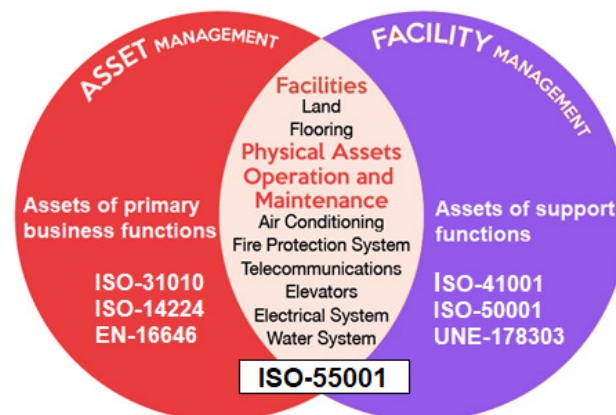 ASSET MANAGEMENT
FACILITY MANAGEMENT
Assets of primary
business functions
ISO-31010
ISO-14224
EN-16646
Facilities
Land
Flooring
Physical Assets
Operation and
Maintenance
Air Conditioning
Fire Protection System
Telecommunications
Elevators
Electrical System
Water System
ISO-55001
Assets of support
functions
ISO-41001
ISO-50001
UNE-178303